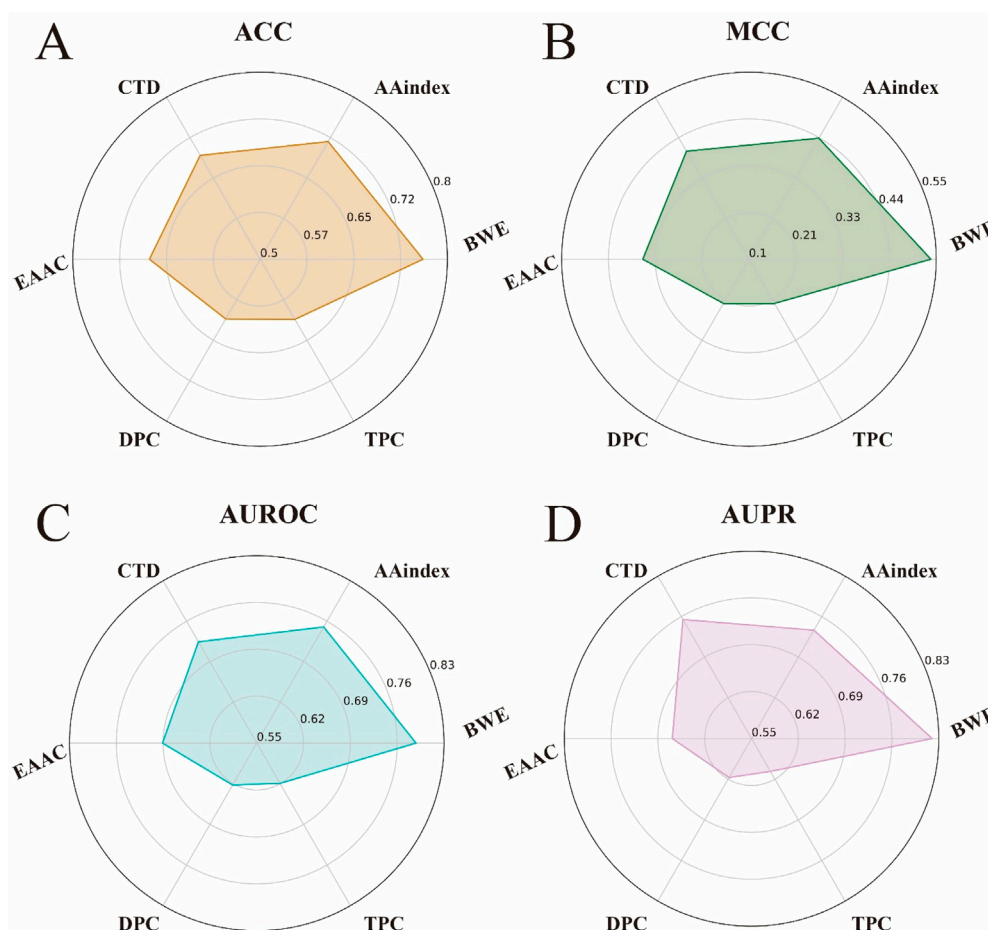 A
ACC
CTD
AAindex
0.8
0.72
0.65
0.57
0.5
BWE
EAAC
DPC
TPC
B
MCC
CTD
AAindex
0.55
0.44
0.33
0.21
0.1
BWE
EAAC
DPC
TPC
C
AUROC
CTD
AAindex
0.83
0.76
0.69
0.62
0.55
BWE
EAAC
DPC
TPC
D
AUPR
CTD
AAindex
0.83
0.76
0.69
0.62
0.55
BWE
EAAC
DPC
TPC